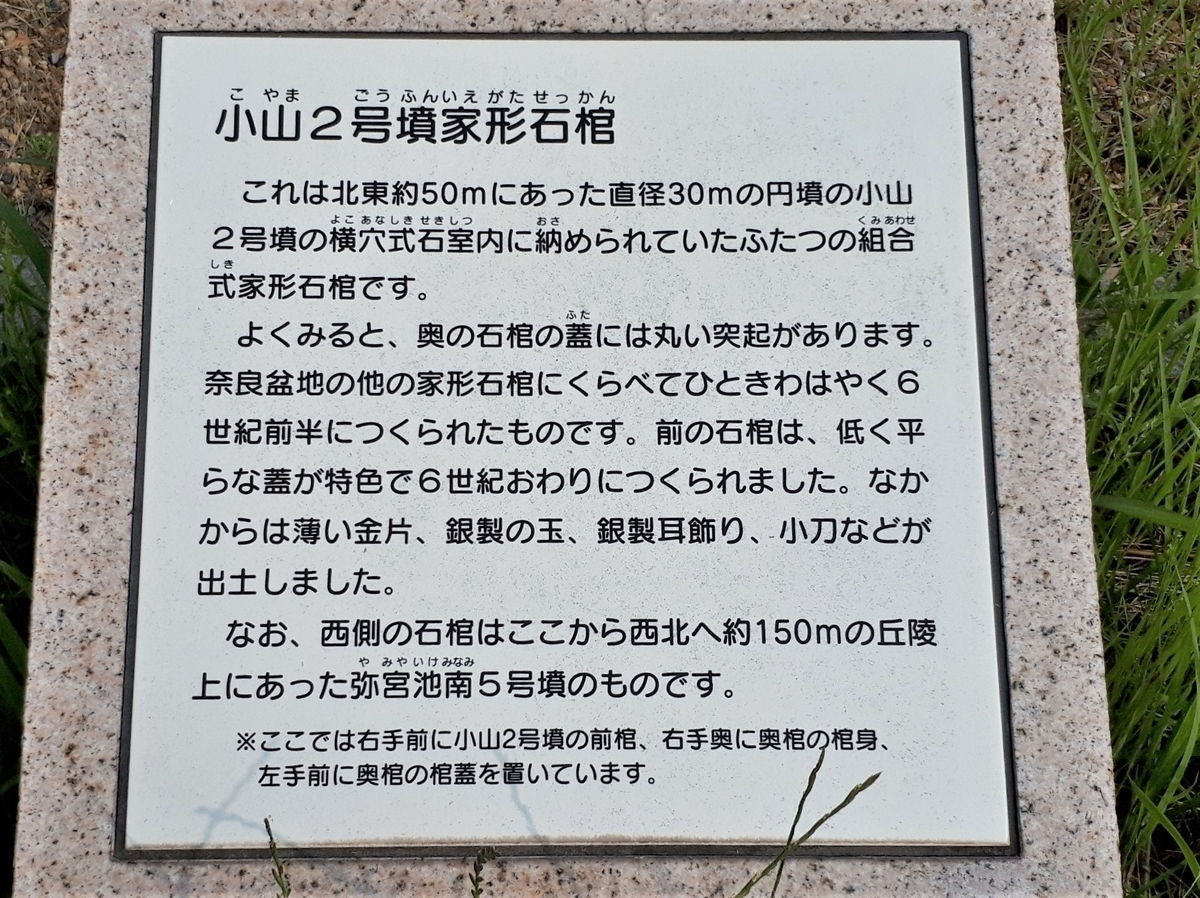 こやま ごうふんいえがたせっかん
小山２号墳家形石棺
これは北東約50mにあった直径30mの円墳の小山
よこあなしきせきしつ おさ くみあわせ
２号墳の横穴式石室内に納められていたふたつの組合
しき
式家形石棺です。
ふた
よくみると、奥の石棺の蓋には丸い突起があります。
奈良盆地の他の家形石棺にくらべてひときわはやく６
世紀前半につくられたものです。前の石棺は、低く平
らな蓋が特色で６世紀おわりにつくられました。なか
からは薄い金片、銀製の玉、銀製耳飾り、小刀などが
出土しました。
なお、西側の石棺はここから西北へ約150mの丘陵
やみやいけみなみ
上にあった弥宮池南５号墳のものです。
※ここでは右手前に小山2号墳の前棺、右手奥に奥棺の棺身、
左手前に奥棺の棺蓋を置いています。